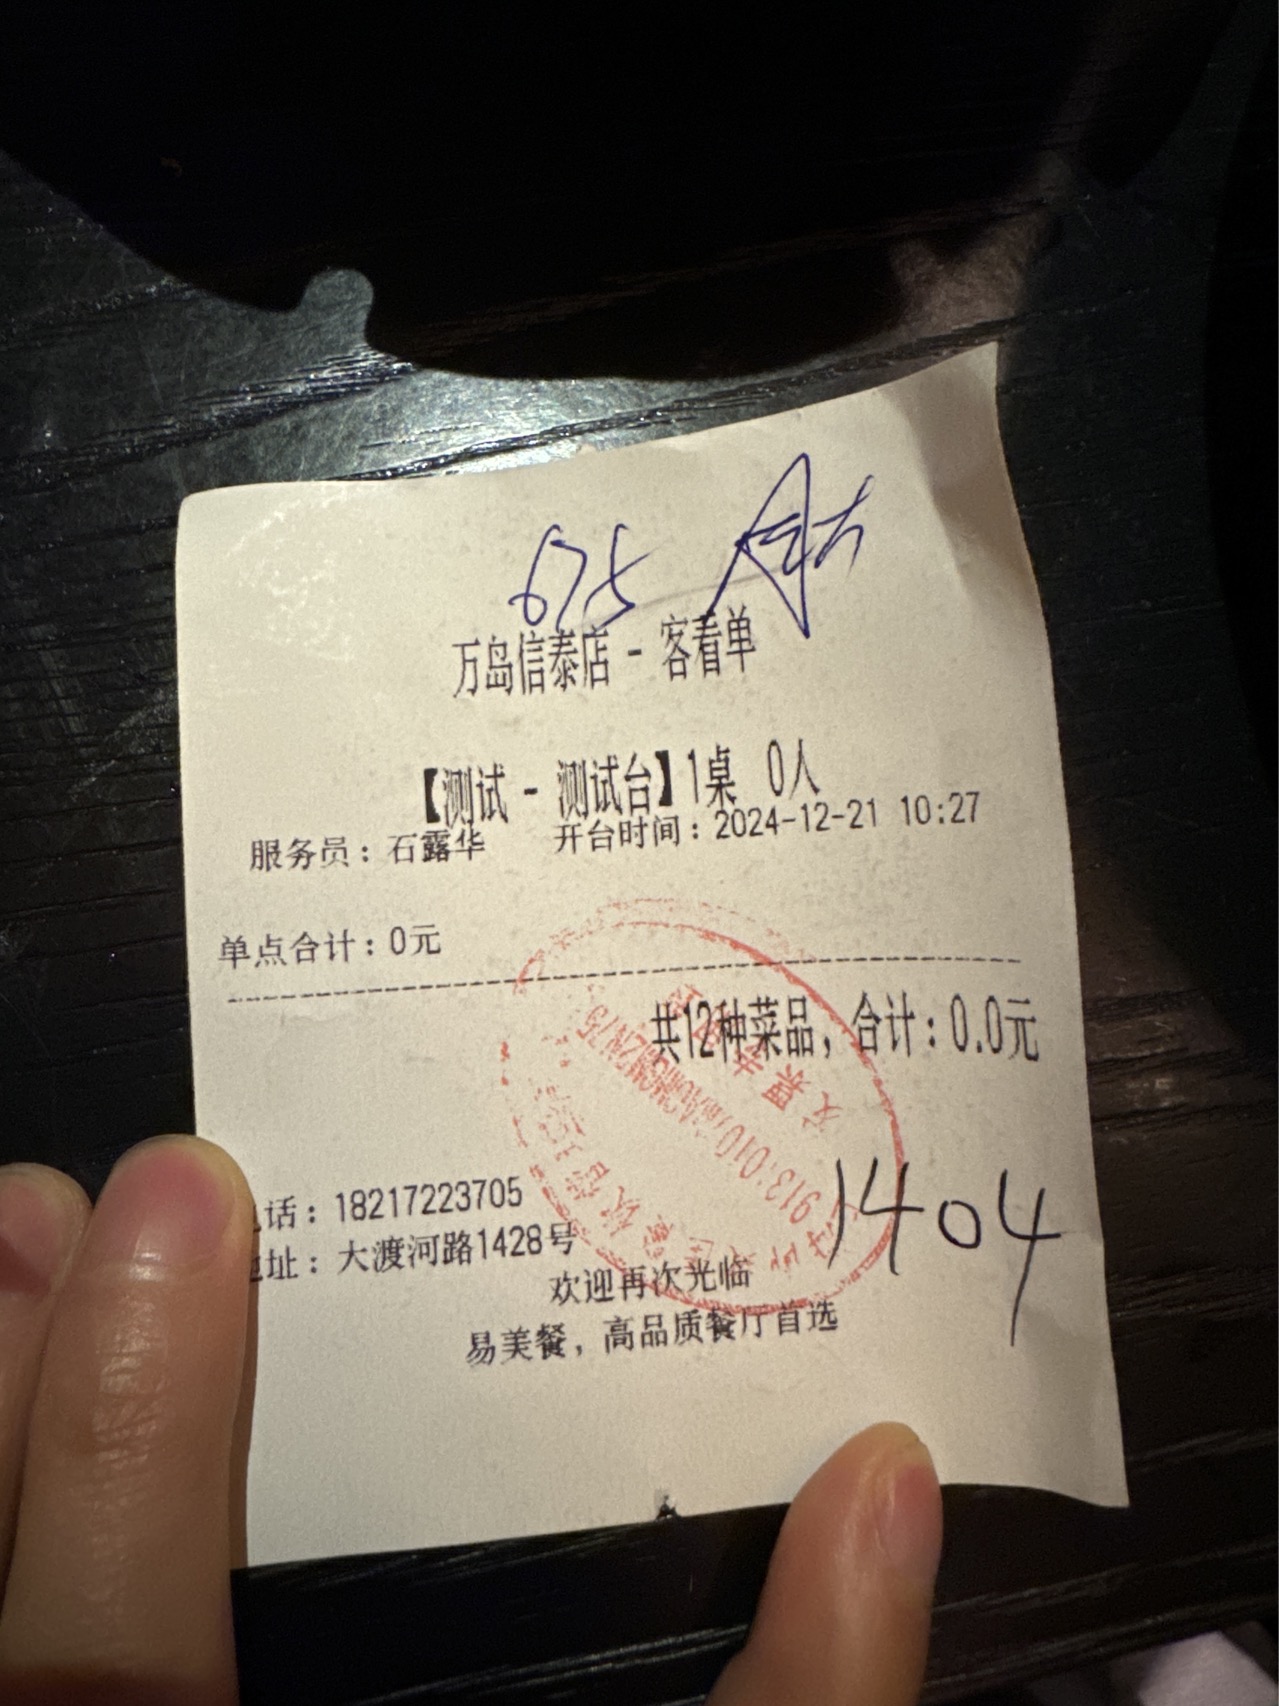 675
万岛信泰店 - 客看单
【测试 - 测试台】1桌 0人
服务员：石露华 开台时间：2024-12-21 10:27
单点合计：0元
共12种菜品，合计：0.0元
1404
话：18217223705
址：大渡河路1428号
欢迎再次光临
易美餐，高品质餐厅首选